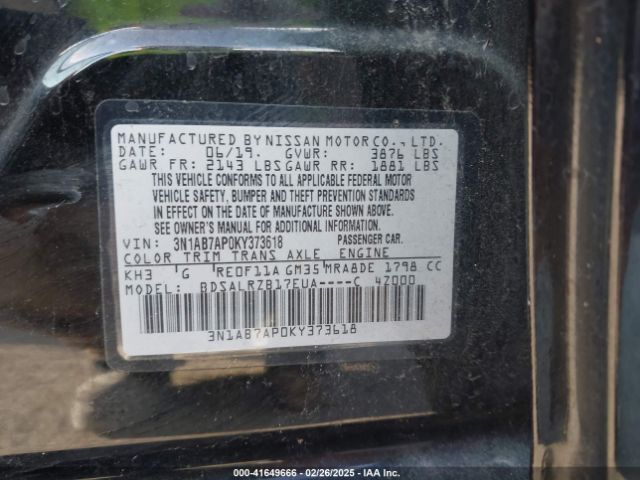 MANUFACTURED BY NISSAN MOTOR CO., LTD.
DATE: 06/19. GVWR: 3876 LBS
GAWR FR: 2143 LBS GAWR RR: 1881 LBS
THIS VEHICLE CONFORMS TO ALL APPLICABLE FEDERAL MOTOR
VEHICLE SAFETY, BUMPER AND THEFT PREVENTION STANDARDS
IN EFFECT ON THE DATE OF MANUFACTURE SHOWN ABOVE.
SEE OWNER'S MANUAL FOR ADDITIONAL INFORMATION.
VIN: 3N1AB7AP0KY373618 PASSENGER CAR.
COLOR TRIM TRANS AXLE ENGINE
KH3 G RE0F11A GM35 MRA8DE 1798 CC
MODEL: BDSALRZB17EUA----C 4Z000
3N1AB7AP0KY373618
000-41649666 - 02/26/2025 - IAA Inc.